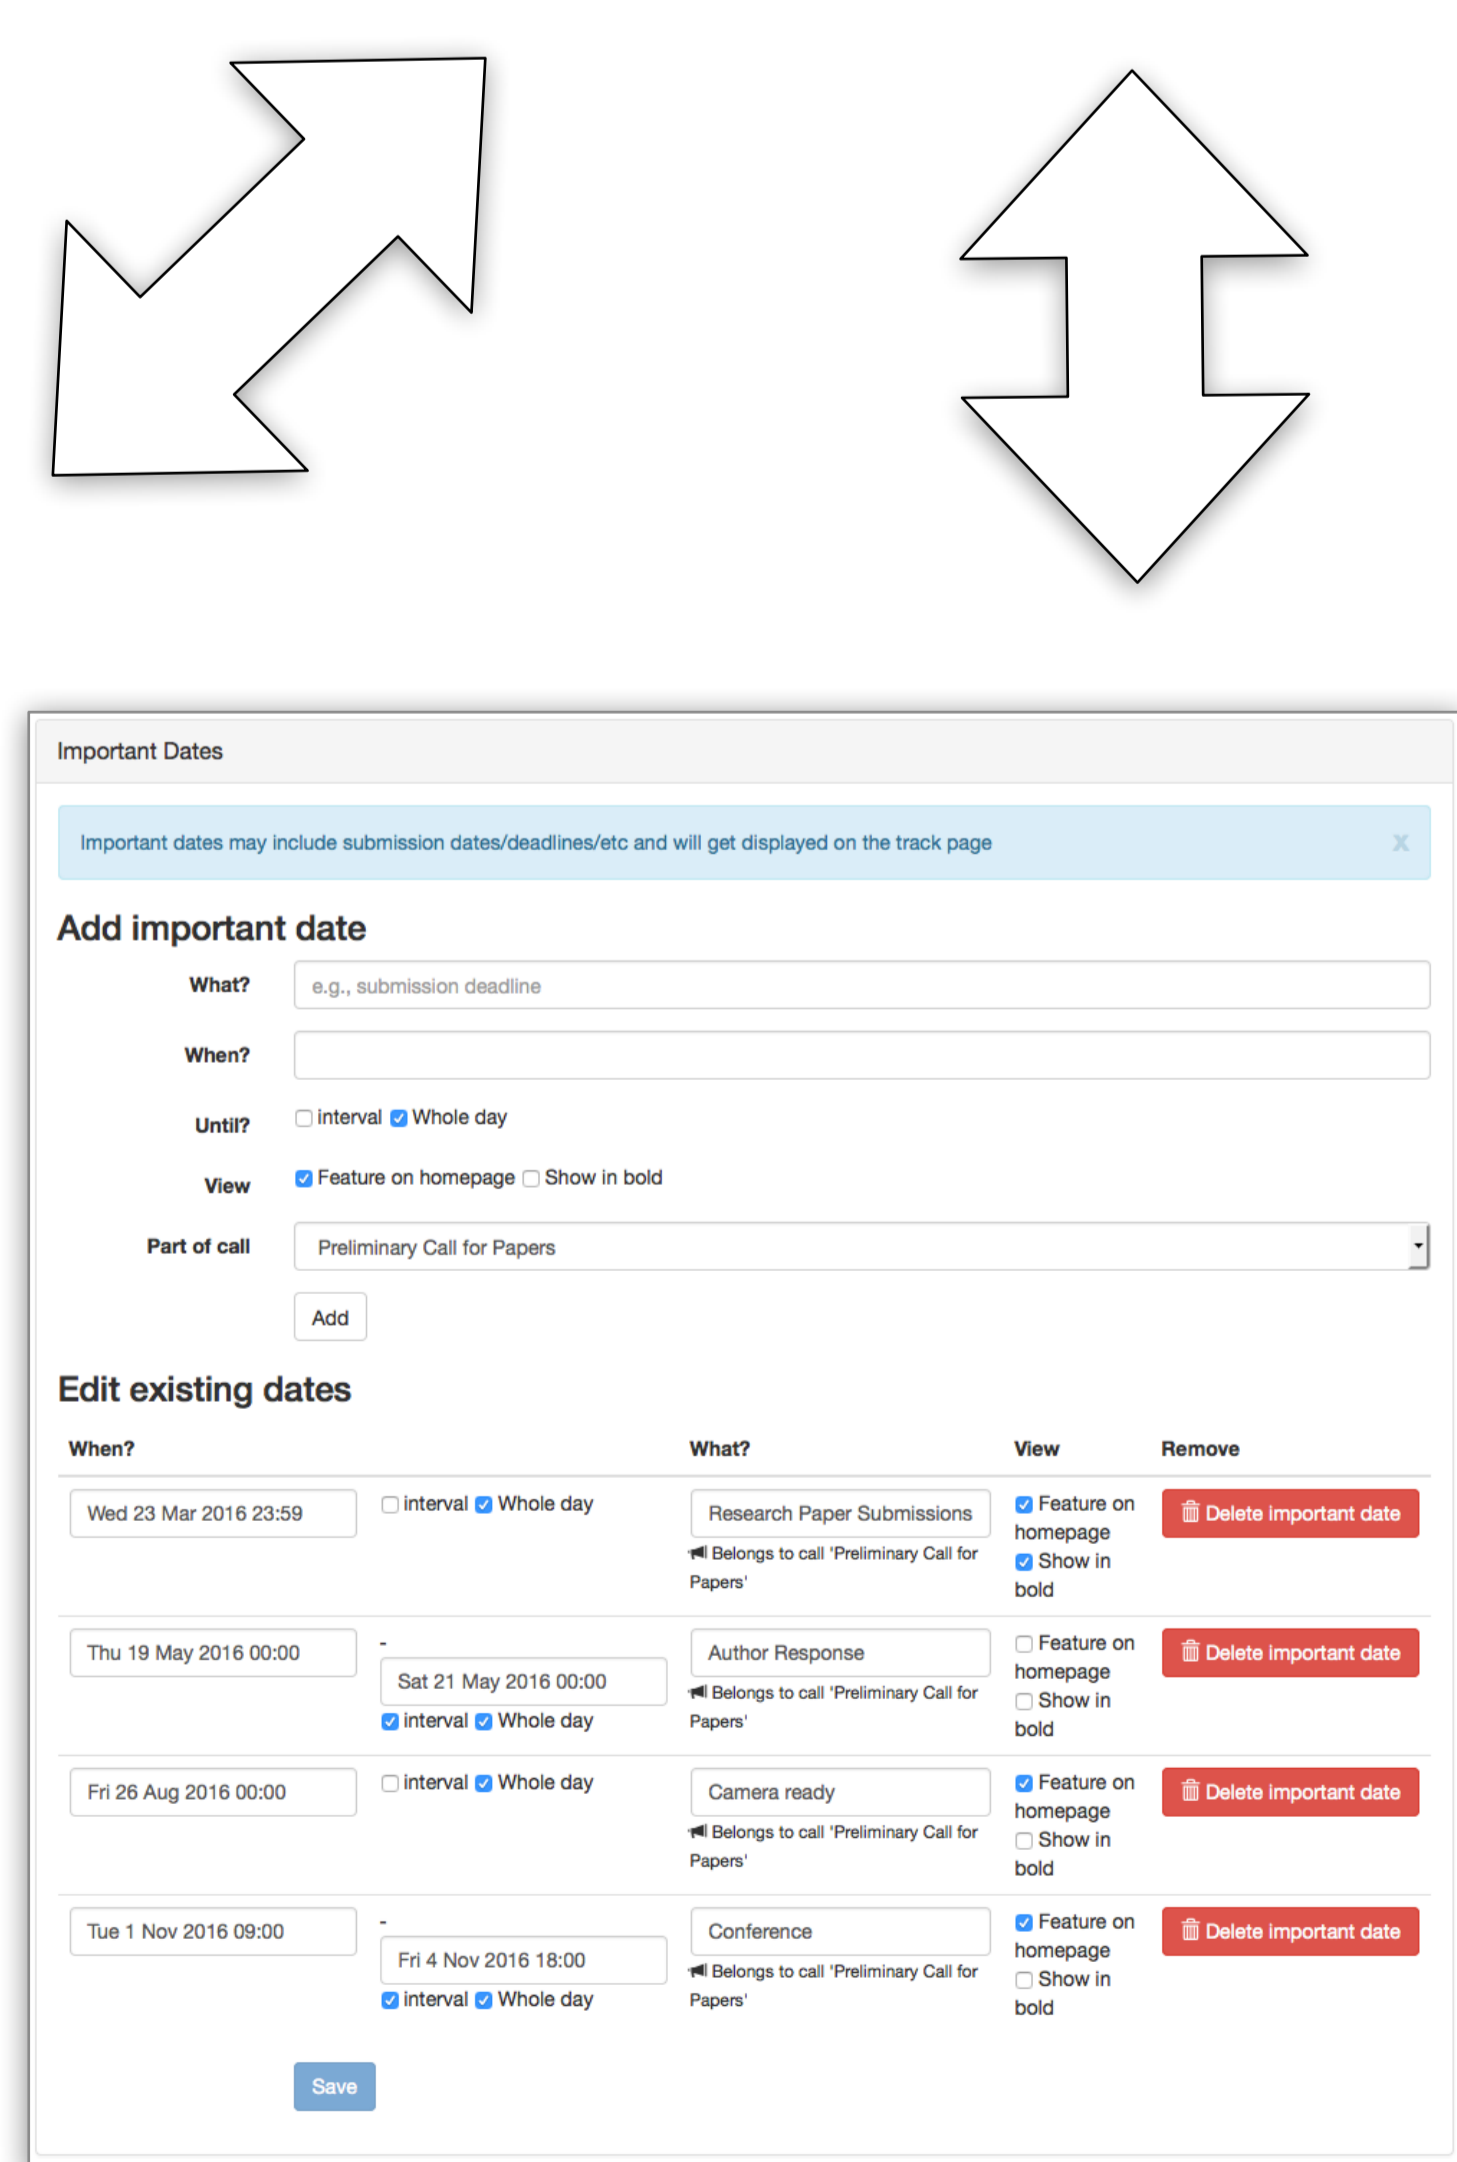 Important Dates
Important dates may include submission dates/deadlines/etc and will get displayed on the track page x
Add important date
What? e.g., submission deadline
When?
Until? interval Whole day
View Feature on homepage Show in bold
Part of call Preliminary Call for Papers
Add
Edit existing dates
When? What? View Remove
Wed 23 Mar 2016 23:59 interval Whole day Research Paper Submissions Feature on Delete important date
homepage
Belongs to call 'Preliminary Call for Show in
Papers' bold
Thu 19 May 2016 00:00 - Author Response Feature on Delete important date
Sat 21 May 2016 00:00 homepage
Belongs to call 'Preliminary Call for Show in
interval Whole day Papers' bold
Fri 26 Aug 2016 00:00 interval Whole day Camera ready Feature on Delete important date
homepage
Belongs to call 'Preliminary Call for Show in
Papers' bold
Tue 1 Nov 2016 09:00 - Conference Feature on Delete important date
Fri 4 Nov 2016 18:00 homepage
Belongs to call 'Preliminary Call for Show in
interval Whole day Papers' bold
Save